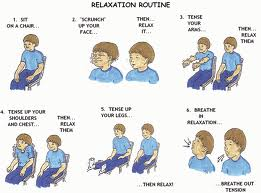 RELAXATION ROUTINE
1. SIT
ON A CHAIR...
2. "SCRUNCH"
UP YOUR
FACE...
THEN...
RELAX
IT...
3. TENSE
YOUR
ARMS...
THEN...
RELAX
THEM...
4. TENSE UP YOUR
SHOULDERS
AND CHEST...
THEN...
RELAX
THEM
5. TENSE UP
YOUR LEGS...
...THEN RELAX!
6. BREATHE
IN
RELAXATION...
...BREATHE
OUT TENSION